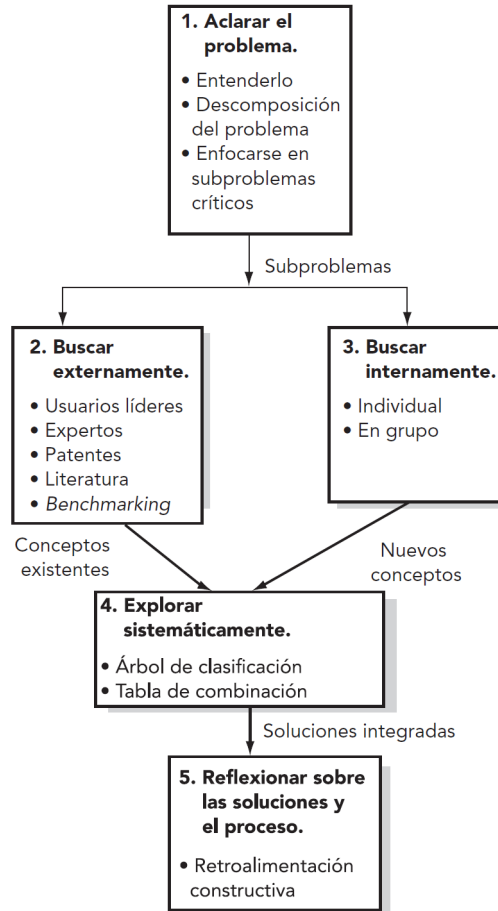 1. Aclarar el
problema.
• Entenderlo
• Descomposición
del problema
• Enfocarse en
subproblemas
críticos
Subproblemas
2. Buscar
externamente.
• Usuarios líderes
• Expertos
• Patentes
• Literatura
• Benchmarking
3. Buscar
internamente.
• Individual
• En grupo
Conceptos
existentes
Nuevos
conceptos
4. Explorar
sistemáticamente.
• Árbol de clasificación
• Tabla de combinación
Soluciones integradas
5. Reflexionar sobre
las soluciones y
el proceso.
• Retroalimentación
constructiva